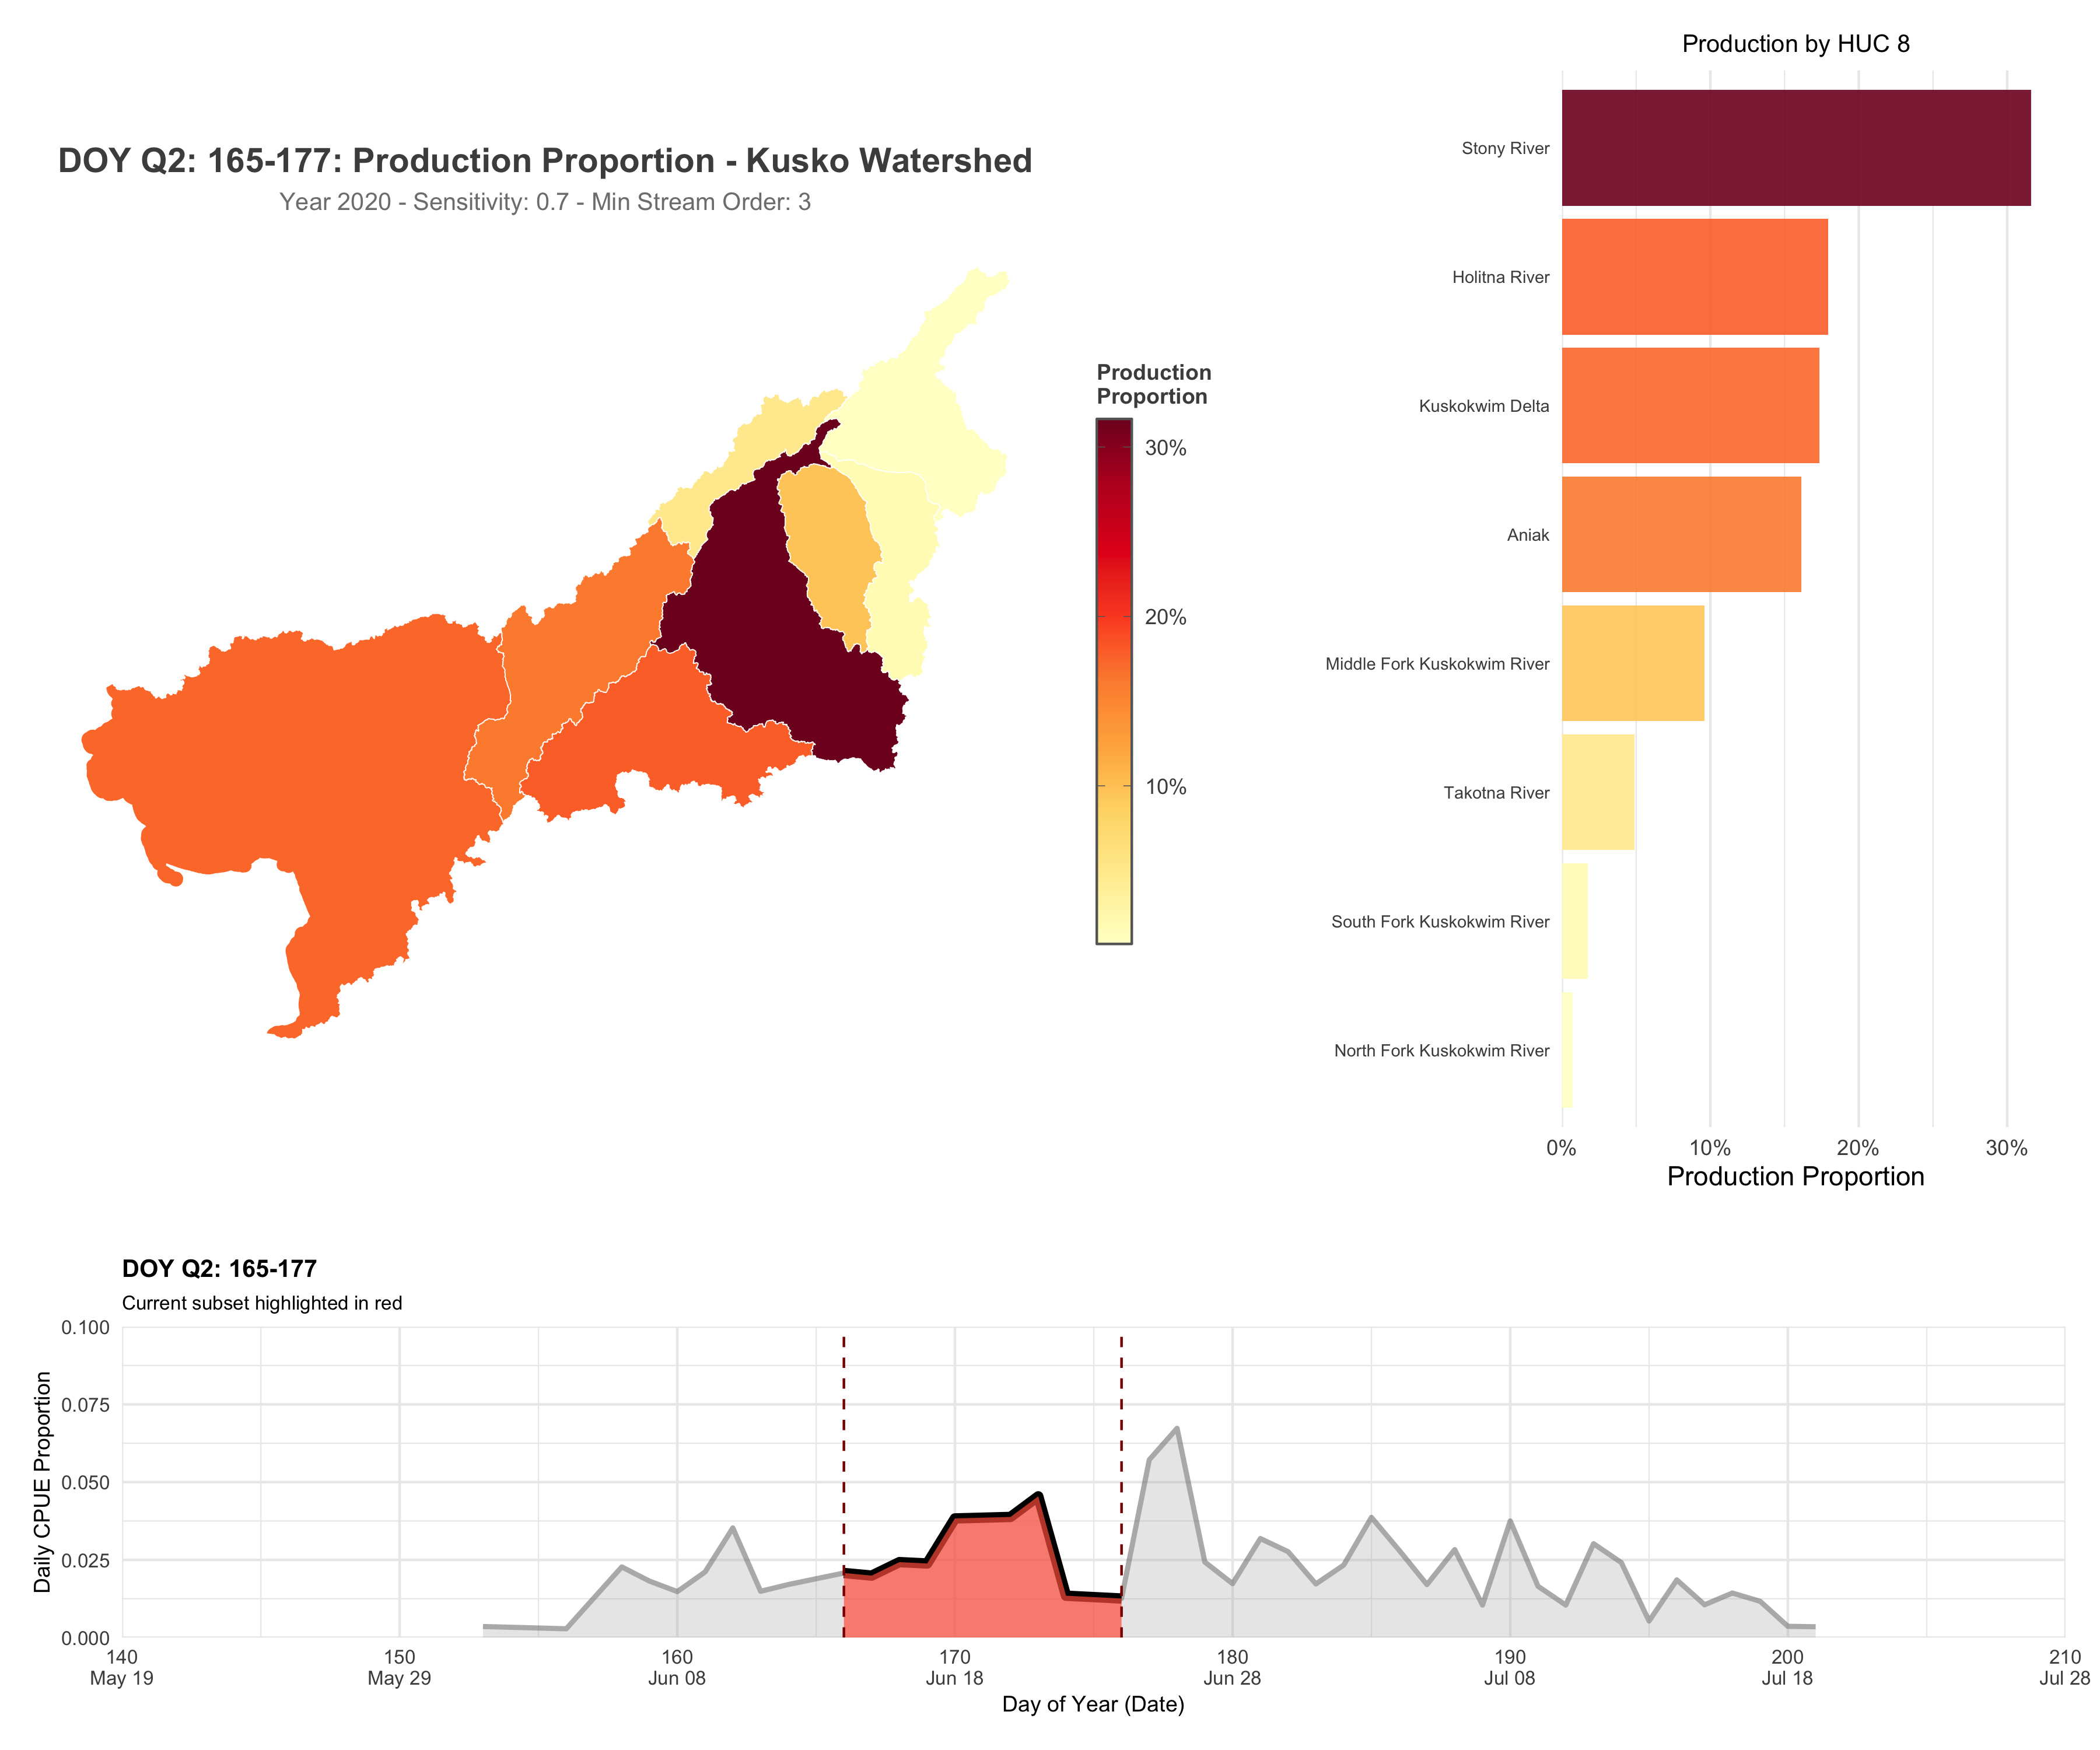 DOY Q2: 165-177: Production Proportion - Kusko Watershed
Year 2020 - Sensitivity: 0.7 - Min Stream Order: 3
Production
Proportion
30%
20%
10%
Production by HUC 8
Stony River
Holitna River
Kuskokwim Delta
Aniak
Middle Fork Kuskokwim River
Takotna River
South Fork Kuskokwim River
North Fork Kuskokwim River
0% 10% 20% 30%
Production Proportion
DOY Q2: 165-177
Current subset highlighted in red
Daily CPUE Proportion
0.100
0.075
0.050
0.025
0.000
140 150 160 170 180 190 200 210
May 19 May 29 Jun 08 Jun 18 Jun 28 Jul 08 Jul 18 Jul 28
Day of Year (Date)